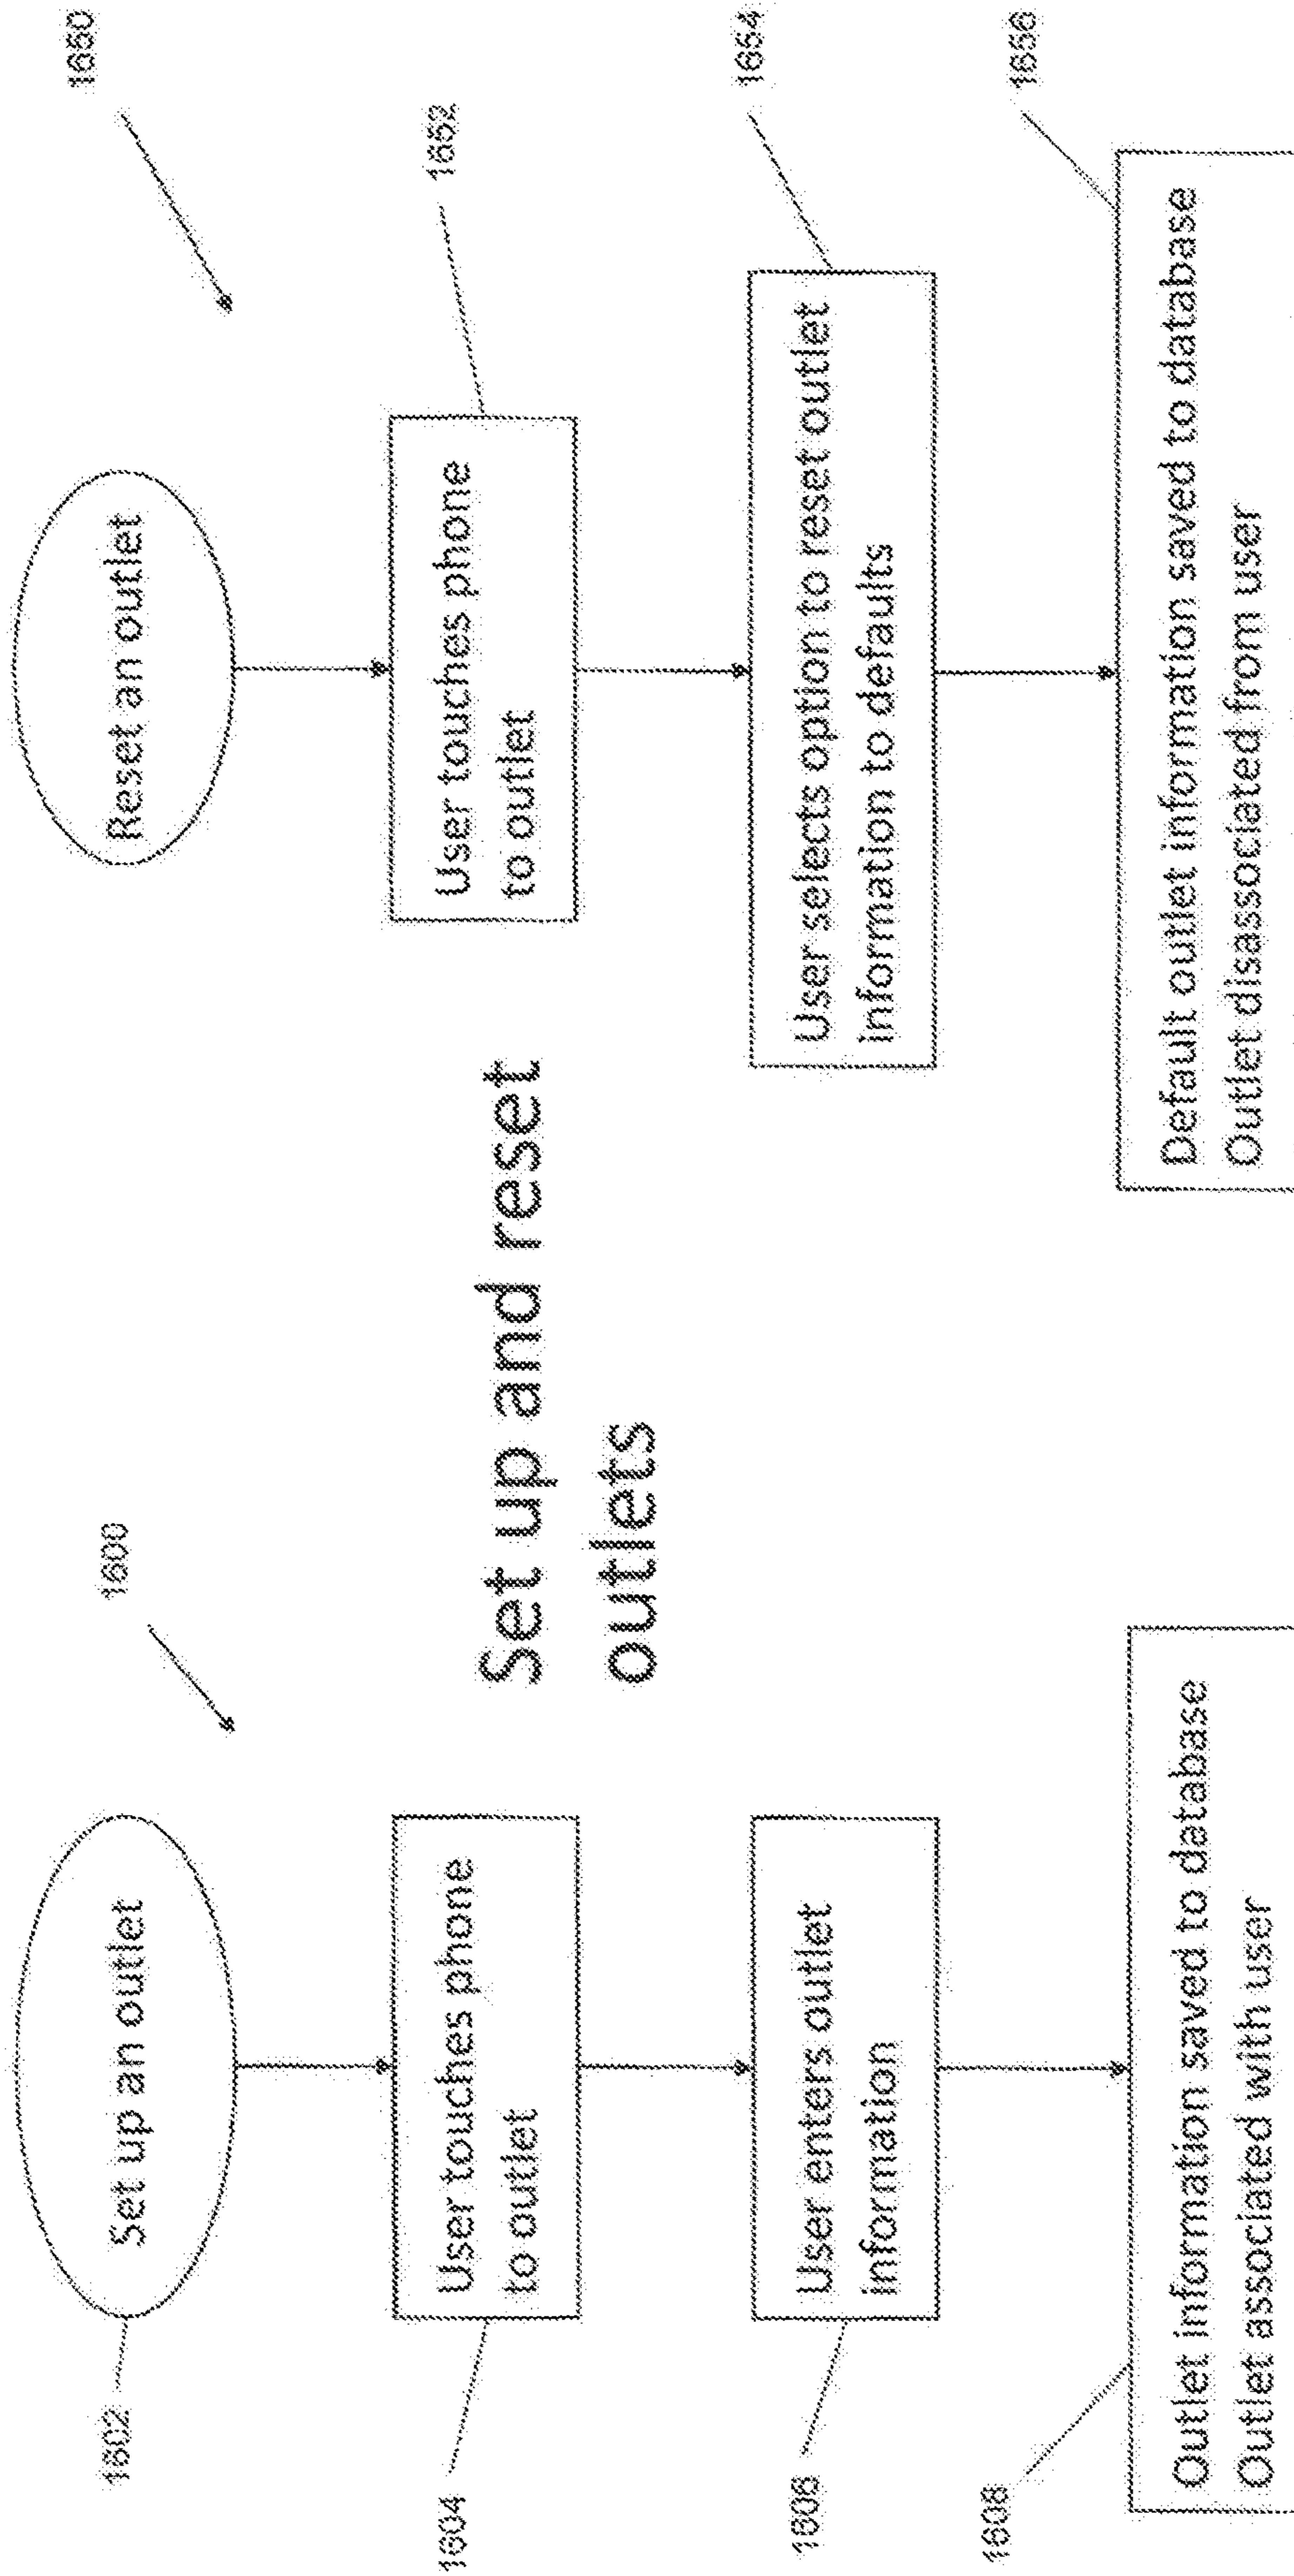 1600
1602
Set up an outlet
1604
User touches phone
to outlet
1606
User enters outlet
information
1608
Outlet information saved to database
Outlet associated with user
Set up and reset
outlets
1650
Reset an outlet
1652
User touches phone
to outlet
1654
User selects option to reset outlet
information to defaults
1656
Default outlet information saved to database
Outlet disassociated from user